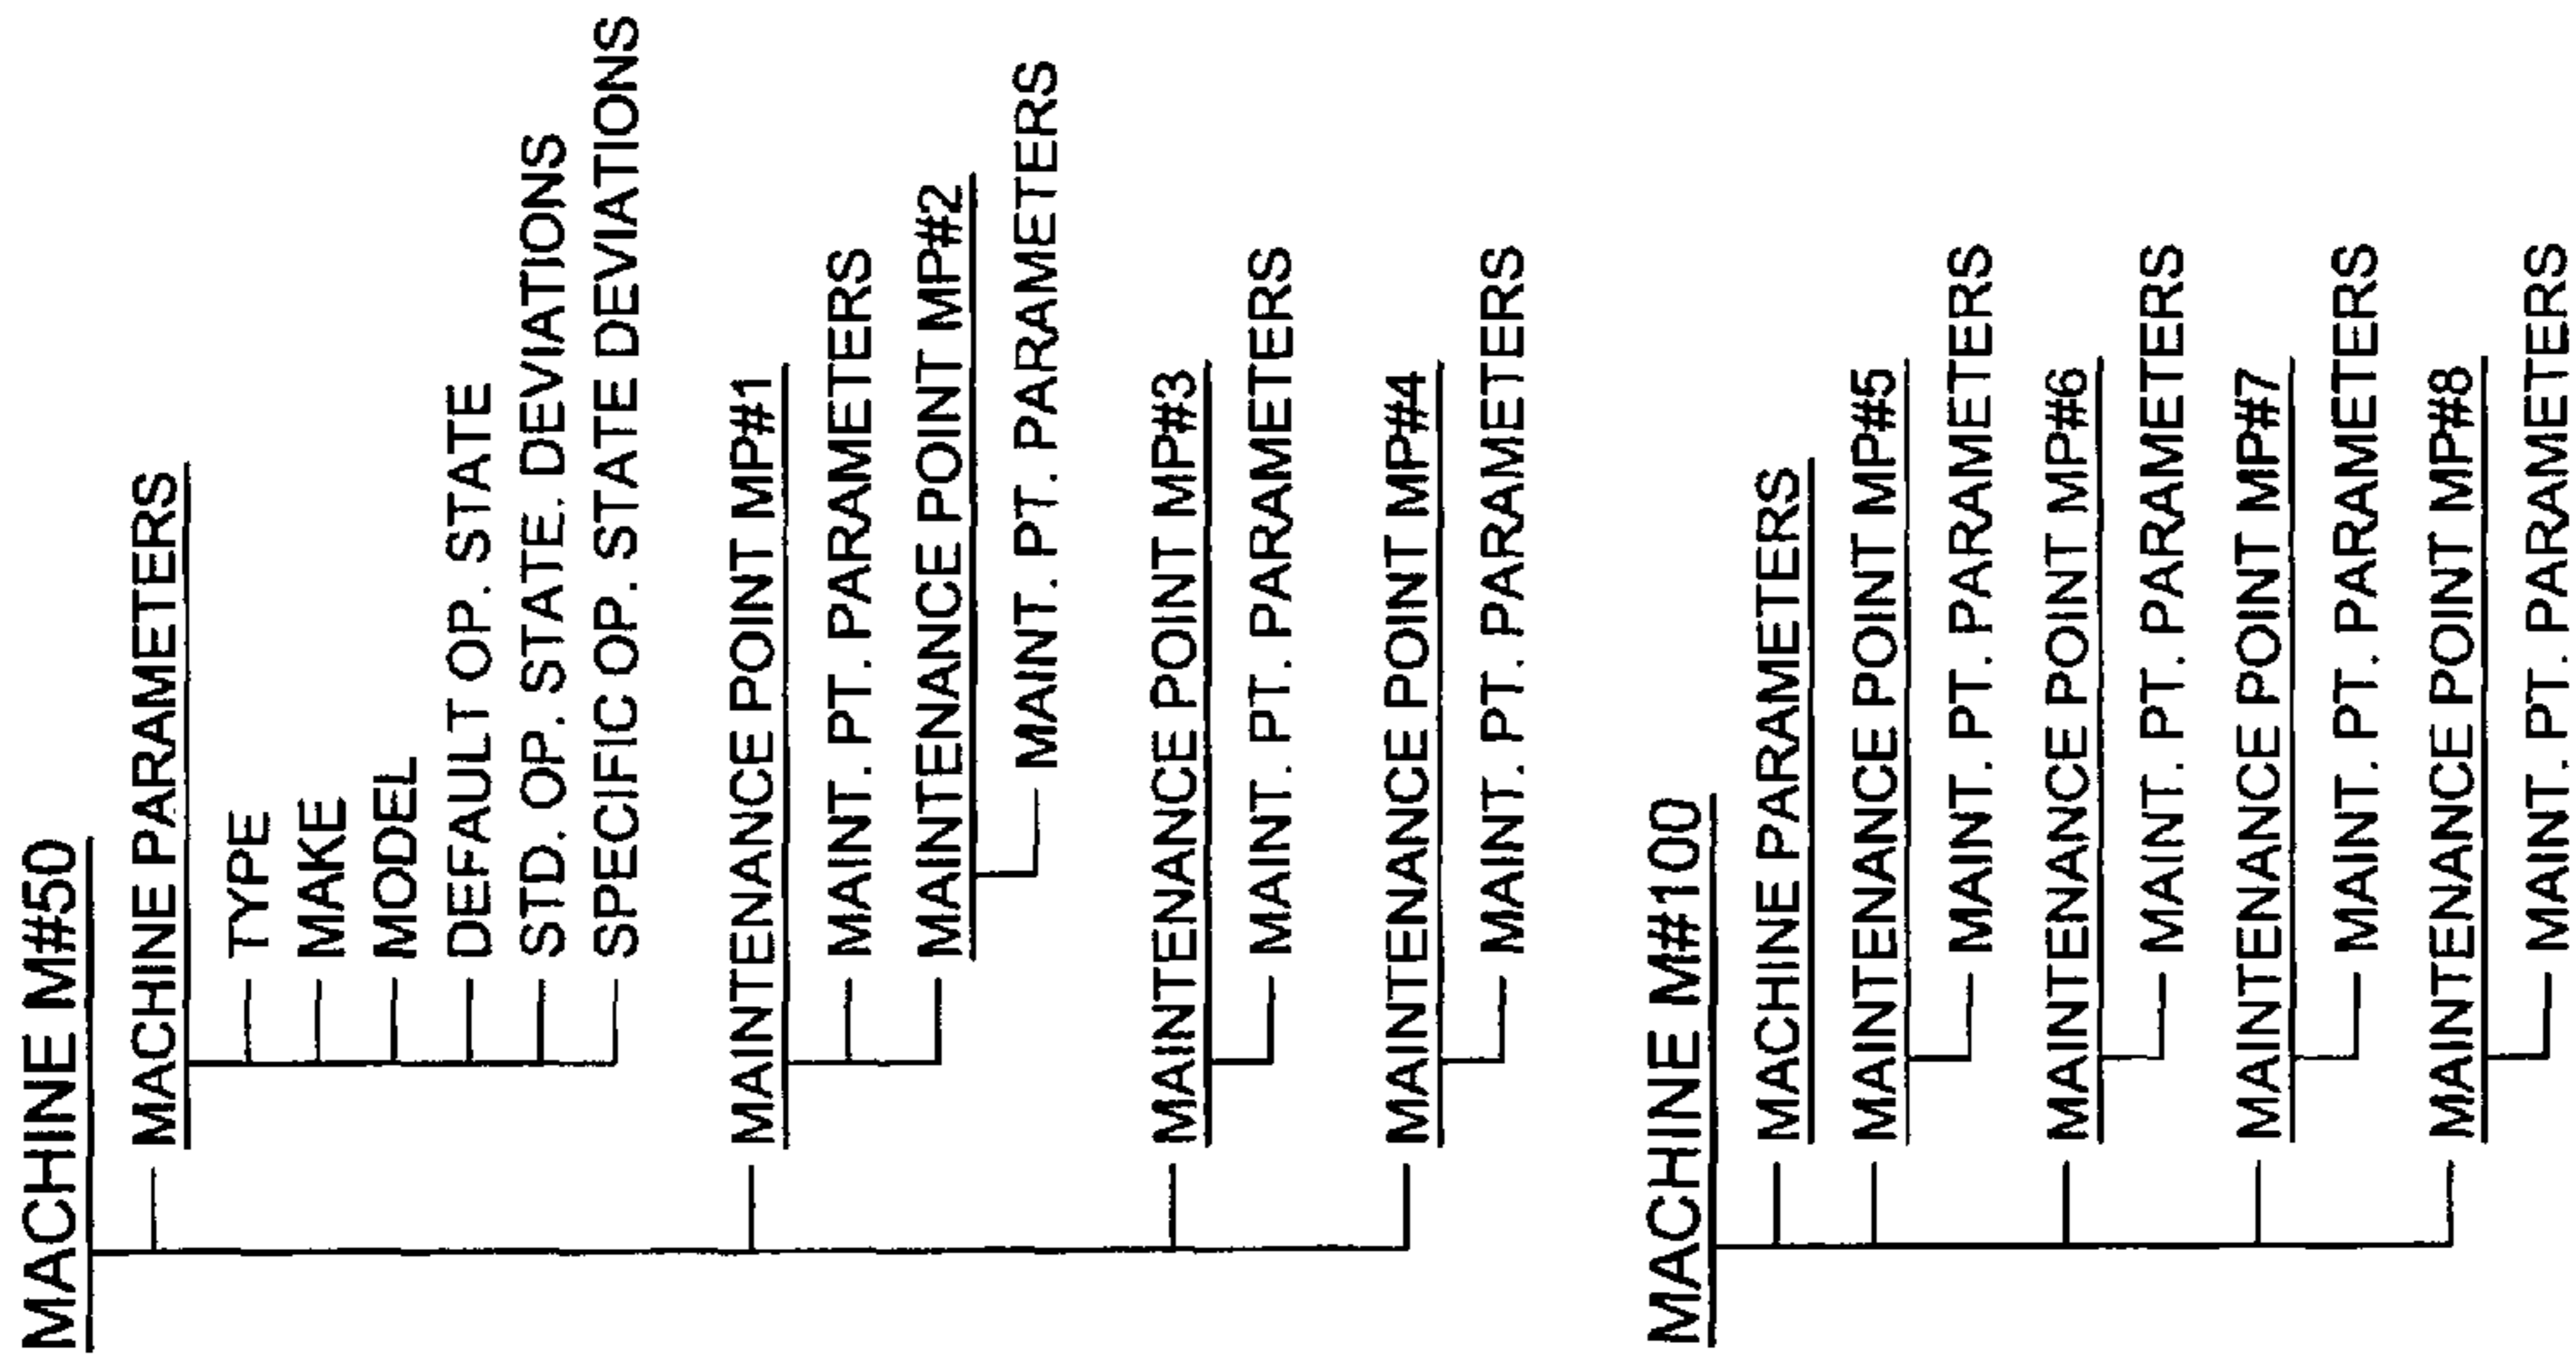 MACHINE M#50
MACHINE PARAMETERS
TYPE
MAKE
MODEL
DEFAULT OP. STATE
STD. OP. STATE. DEVIATIONS
SPECIFIC OP. STATE DEVIATIONS
MAINTENANCE POINT MP#1
MAINT. PT. PARAMETERS
MAINTENANCE POINT MP#2
MAINT. PT. PARAMETERS
MAINTENANCE POINT MP#3
MAINT. PT. PARAMETERS
MAINTENANCE POINT MP#4
MAINT. PT. PARAMETERS
MACHINE M#100
MACHINE PARAMETERS
MAINTENANCE POINT MP#5
MAINT. PT. PARAMETERS
MAINTENANCE POINT MP#6
MAINT. PT. PARAMETERS
MAINTENANCE POINT MP#7
MAINT. PT. PARAMETERS
MAINTENANCE POINT MP#8
MAINT. PT. PARAMETERS